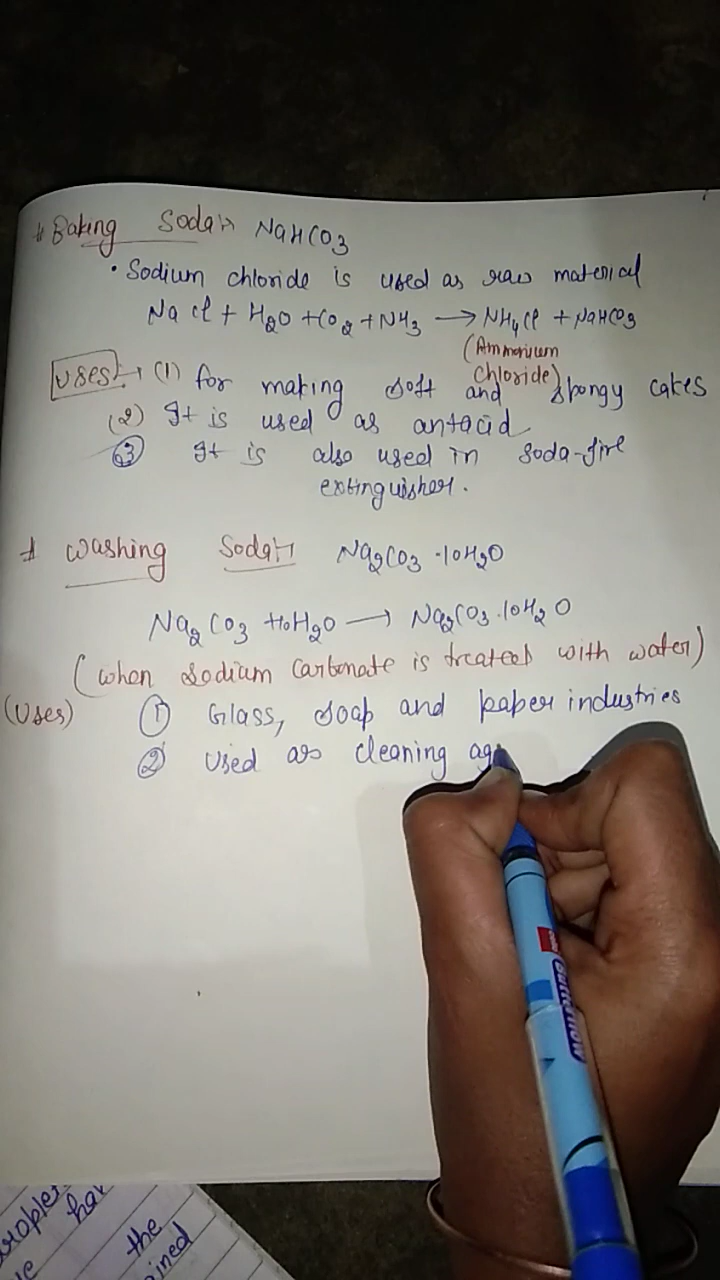 # Baking Soda:→ NaHCO3
• Sodium chloride is used as raw material
NaCl + H2O + CO2 + NH3 → NH4Cl + NaHCO3
(Ammonium
Chloride)
Uses:→ (1) for making soft and spongy cakes
(2) It is used as antacid
(3) It is also used in soda-fire
extinguisher.
# Washing Soda:→ Na2CO3 ·10H2O
Na2CO3 +10H2O → Na2CO3.10H2O
(when sodium carbonate is treated with water)
(Uses) (1) Glass, soap and paper industries
(2) Used as cleaning ag
the